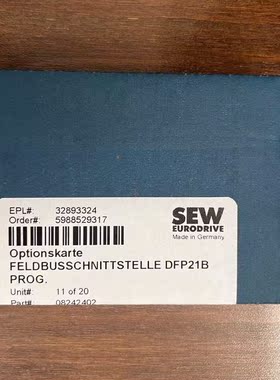 EPL#: 32893324
Order#: 5988529317
SEW
EURODRIVE
Made in Germany
Optionskarte
FELDBUSSCHNITTSTELLE DFP21B
PROG.
Unit#: 11 of 20
Part#: 08242402